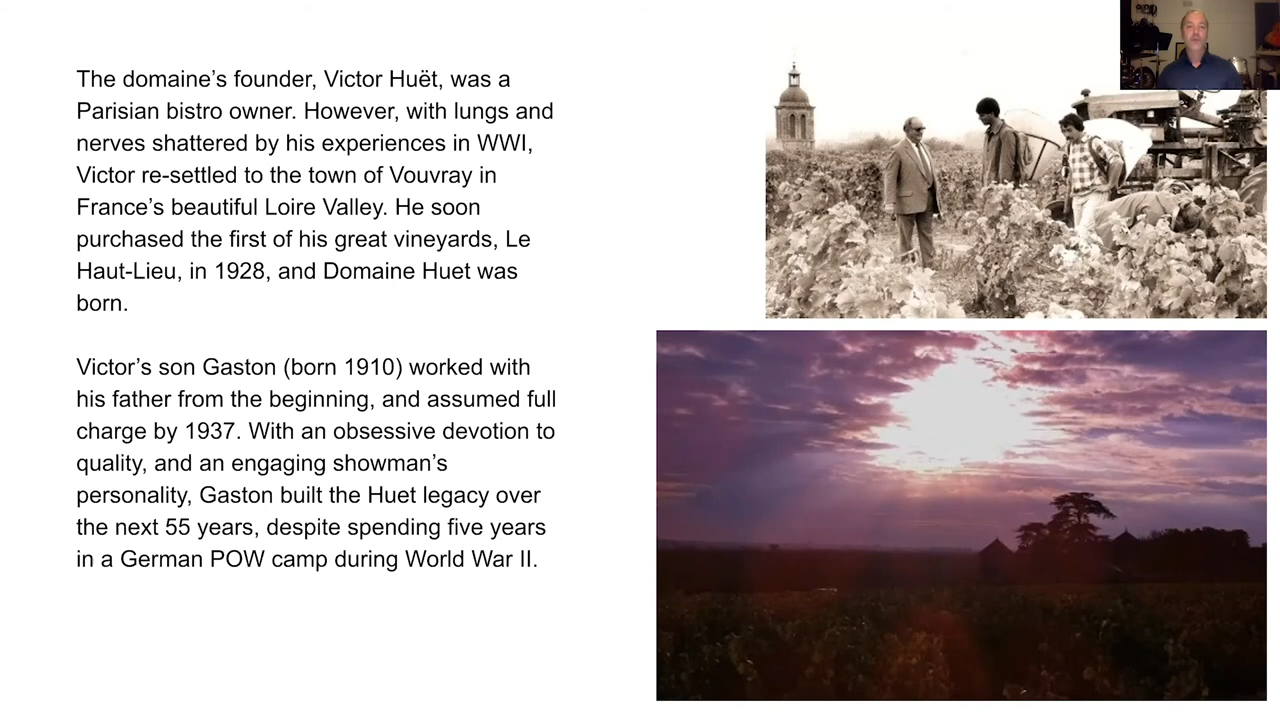 The domaine’s founder, Victor Huët, was a
Parisian bistro owner. However, with lungs and
nerves shattered by his experiences in WWI,
Victor re-settled to the town of Vouvray in
France’s beautiful Loire Valley. He soon
purchased the first of his great vineyards, Le
Haut-Lieu, in 1928, and Domaine Huet was
born.
Victor’s son Gaston (born 1910) worked with
his father from the beginning, and assumed full
charge by 1937. With an obsessive devotion to
quality, and an engaging showman’s
personality, Gaston built the Huet legacy over
the next 55 years, despite spending five years
in a German POW camp during World War II.